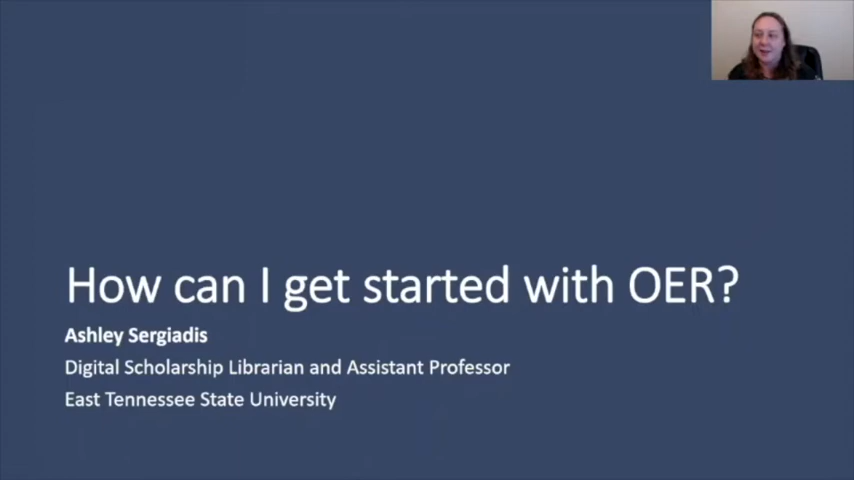 How can I get started with OER?
Ashley Sergiadis
Digital Scholarship Librarian and Assistant Professor
East Tennessee State University